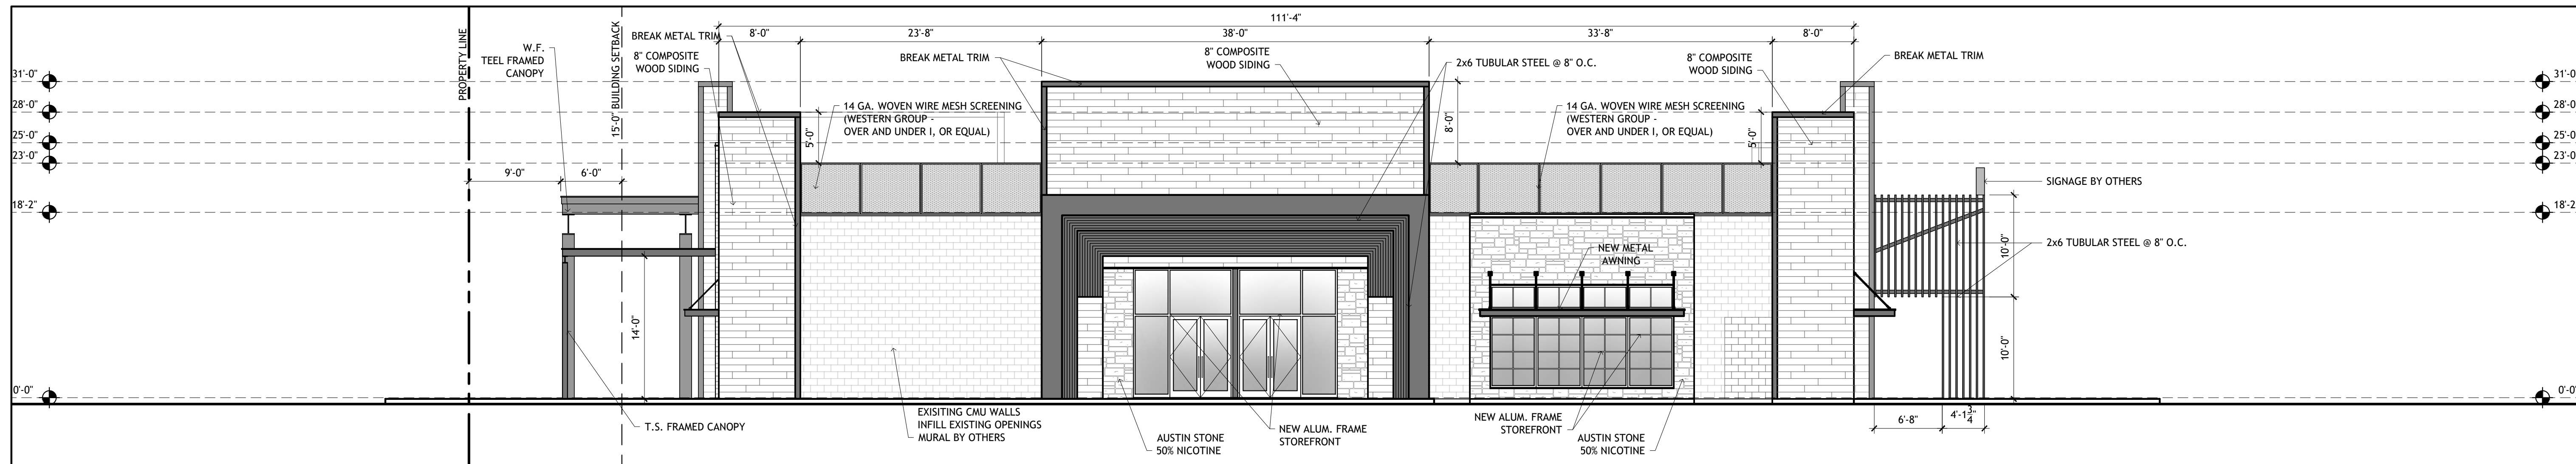 111'-4"
8'-0"
23'-8"
38'-0"
33'-8"
8'-0"
PROPERTY LINE
15'-0" BUILDING SETBACK
W.F.
TEEL FRAMED
CANOPY
BREAK METAL TRIM
8" COMPOSITE
WOOD SIDING
BREAK METAL TRIM
8" COMPOSITE
WOOD SIDING
2x6 TUBULAR STEEL @ 8" O.C.
8" COMPOSITE
WOOD SIDING
BREAK METAL TRIM
31'-0"
28'-0"
25'-0"
23'-0"
18'-2"
0'-0"
14 GA. WOVEN WIRE MESH SCREENING
(WESTERN GROUP -
OVER AND UNDER I, OR EQUAL)
5'-0"
8'-0"
14 GA. WOVEN WIRE MESH SCREENING
(WESTERN GROUP -
OVER AND UNDER I, OR EQUAL)
5'-0"
31'-0
28'-0
25'-0
23'-0
18'-2
0'-0
9'-0"
6'-0"
SIGNAGE BY OTHERS
2x6 TUBULAR STEEL @ 8" O.C.
10'-0"
10'-0"
NEW METAL
AWNING
14'-0"
T.S. FRAMED CANOPY
EXISITING CMU WALLS
INFILL EXISTING OPENINGS
MURAL BY OTHERS
AUSTIN STONE
50% NICOTINE
NEW ALUM. FRAME
STOREFRONT
NEW ALUM. FRAME
STOREFRONT
AUSTIN STONE
50% NICOTINE
6'-8"
4'-1 3/4"